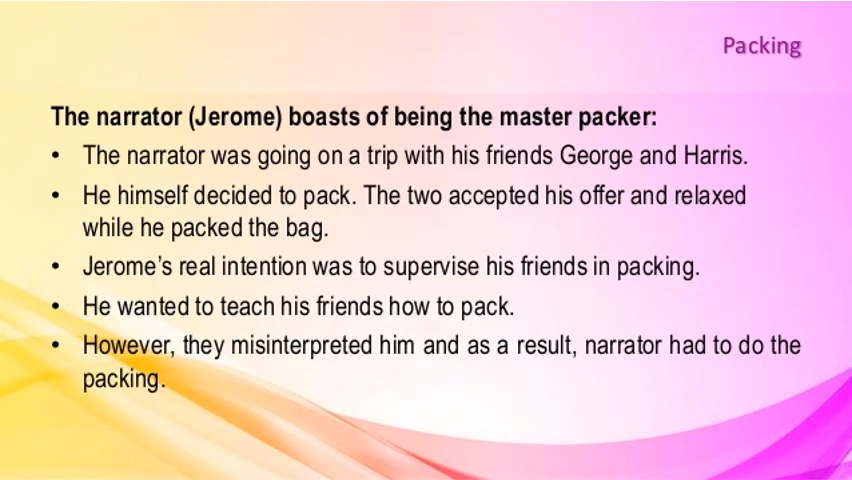 Packing
The narrator (Jerome) boasts of being the master packer:
• The narrator was going on a trip with his friends George and Harris.
• He himself decided to pack. The two accepted his offer and relaxed
while he packed the bag.
• Jerome's real intention was to supervise his friends in packing.
• He wanted to teach his friends how to pack.
• However, they misinterpreted him and as a result, narrator had to do the
packing.